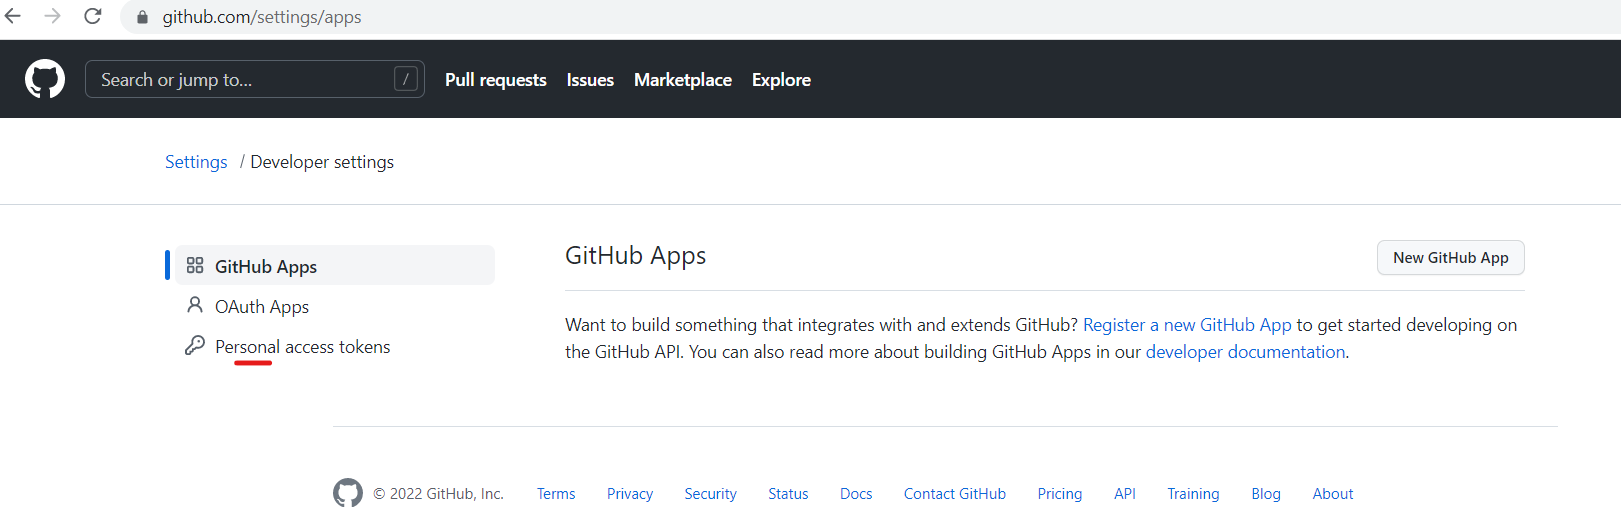 github.com/settings/apps
Search or jump to... /
Pull requests Issues Marketplace Explore
Settings / Developer settings
GitHub Apps
OAuth Apps
Personal access tokens
GitHub Apps
New GitHub App
Want to build something that integrates with and extends GitHub? Register a new GitHub App to get started developing on
the GitHub API. You can also read more about building GitHub Apps in our developer documentation.
© 2022 GitHub, Inc. Terms Privacy Security Status Docs Contact GitHub Pricing API Training Blog About